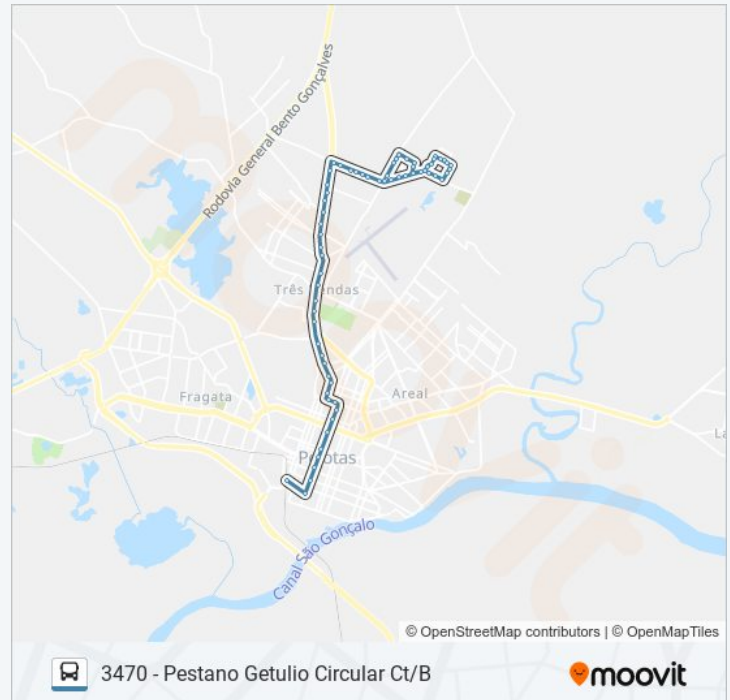 Rodovia General Bento Gonçalves
Três Vendas
Areal
Fragata
Pelotas
La
Canal São Gonçalo
© OpenStreetMap contributors | © OpenMapTiles
3470 - Pestano Getulio Circular Ct/B
moovit